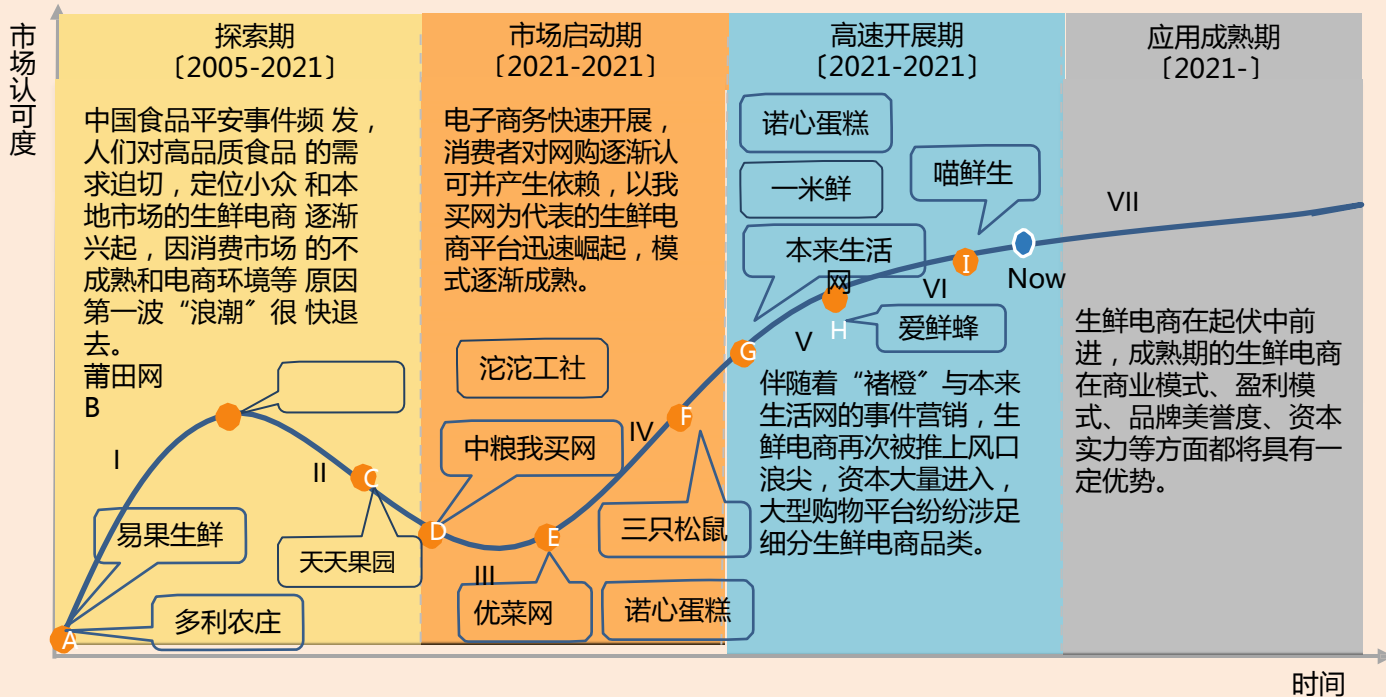 市场认可度
探索期
〔2005-2021〕
中国食品平安事件频 发，
人们对高品质食品 的需
求迫切，定位小众 和本
地市场的生鲜电商 逐渐
兴起，因消费市场 的不
成熟和电商环境等 原因
第一波“浪潮〞很 快退
去。
莆田网
B
I
II
C
易果生鲜
天天果园
多利农庄
A
市场启动期
〔2021-2021〕
电子商务快速开展，
消费者对网购逐渐认
可并产生依赖，以我
买网为代表的生鲜电
商平台迅速崛起，模
式逐渐成熟。
沱沱工社
中粮我买网
IV
F
D
E
三只松鼠
III
优菜网
诺心蛋糕
高速开展期
〔2021-2021〕
诺心蛋糕
一米鲜
喵鲜生
本来生活
网
I
Now
VI
G
V
H
爱鲜蜂
伴随着“褚橙〞与本来
生活网的事件营销，生
鲜电商再次被推上风口
浪尖，资本大量进入，
大型购物平台纷纷涉足
细分生鲜电商品类。
应用成熟期
〔2021-〕
VII
生鲜电商在起伏中前
进，成熟期的生鲜电商
在商业模式、盈利模
式、品牌美誉度、资本
实力等方面都将具有一
定优势。
时间